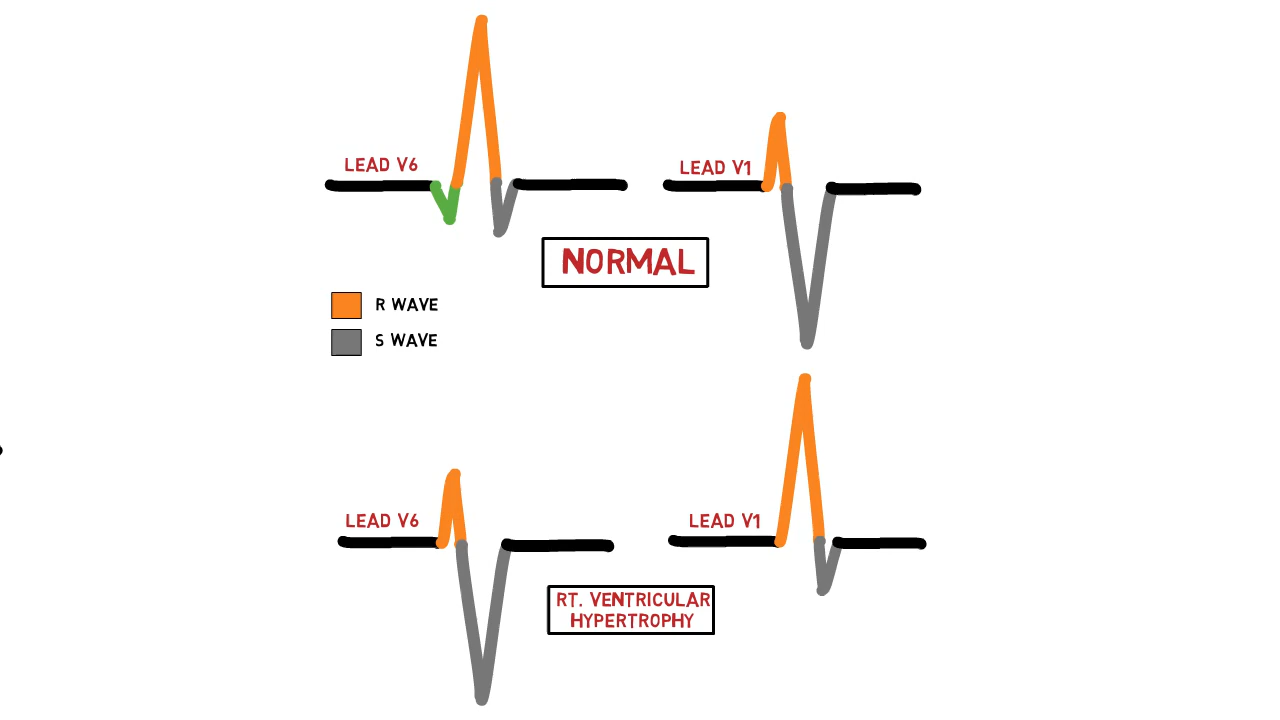 LEAD V6
LEAD V1
NORMAL
R WAVE
S WAVE
LEAD V6
LEAD V1
RT. VENTRICULAR
HYPERTROPHY